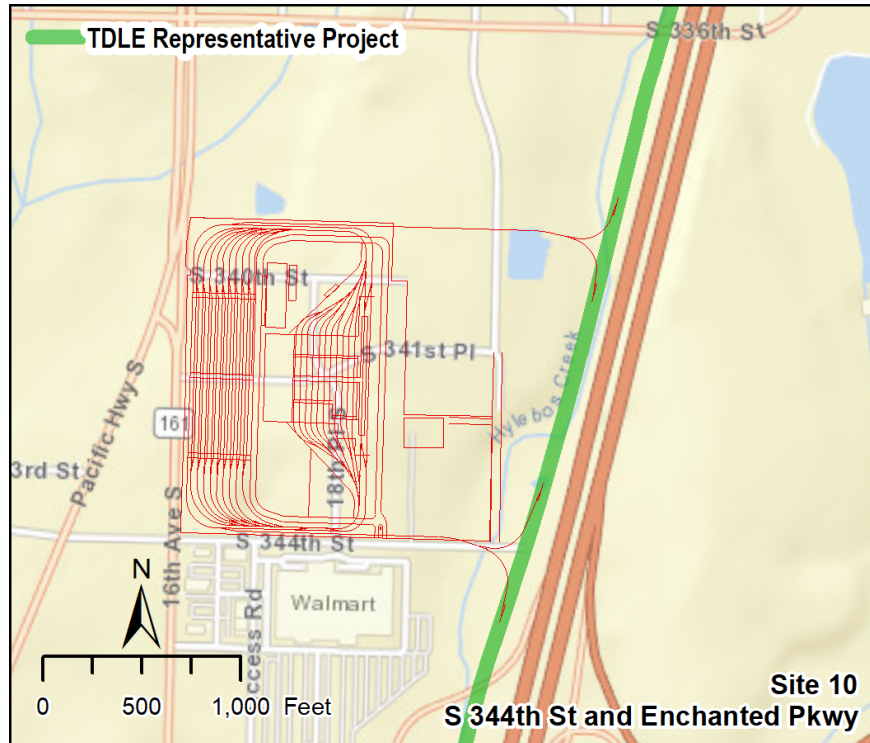 TDLE Representative Project
S 336th St
S 340th St
S 341st Pl
Hylebos Creek
Pacific Hwy S
161
3rd St
18th Pl S
16th Ave S
S 344th St
Walmart
ccess Rd
N
0 500 1,000 Feet
Site 10
S 344th St and Enchanted Pkwy